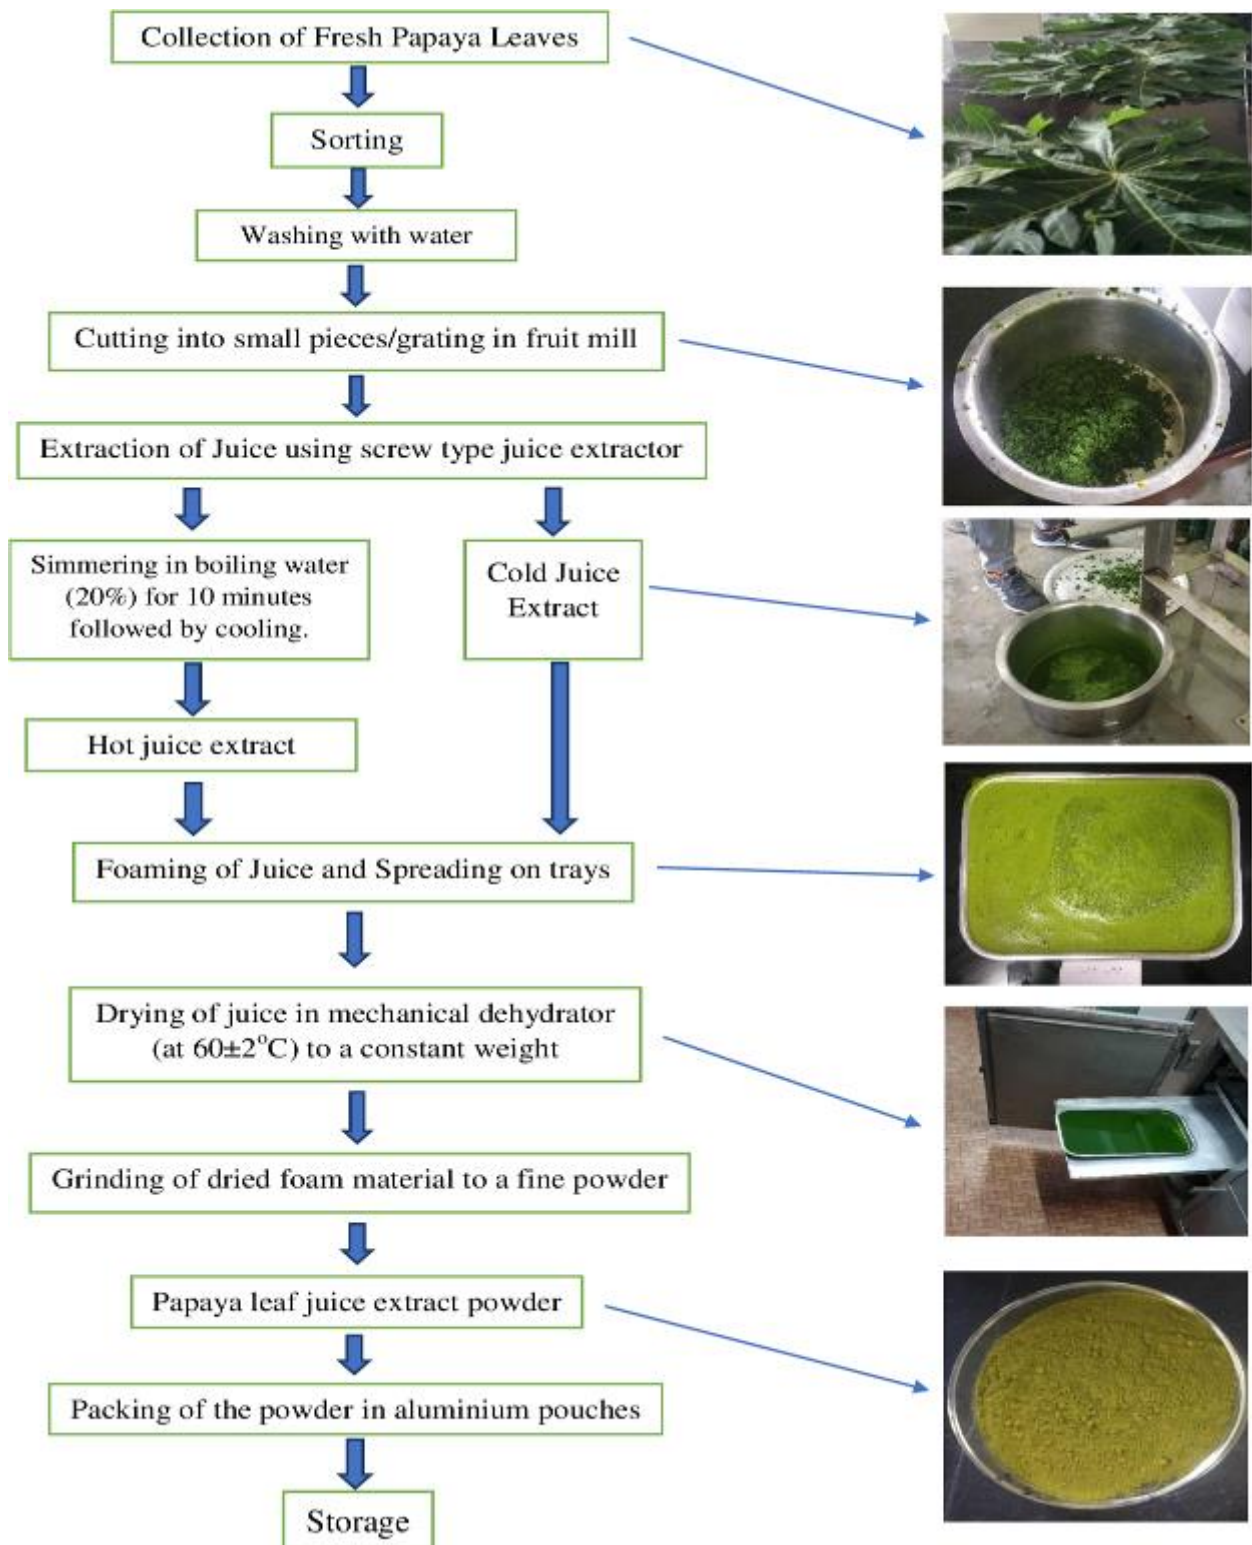 Collection of Fresh Papaya Leaves
Sorting
Washing with water
Cutting into small pieces/grating in fruit mill
Extraction of Juice using screw type juice extractor
Simmering in boiling water
(20%) for 10 minutes
followed by cooling.
Cold Juice
Extract
Hot juice extract
Foaming of Juice and Spreading on trays
Drying of juice in mechanical dehydrator
(at 60±2°C) to a constant weight
Grinding of dried foam material to a fine powder
Papaya leaf juice extract powder
Packing of the powder in aluminium pouches
Storage